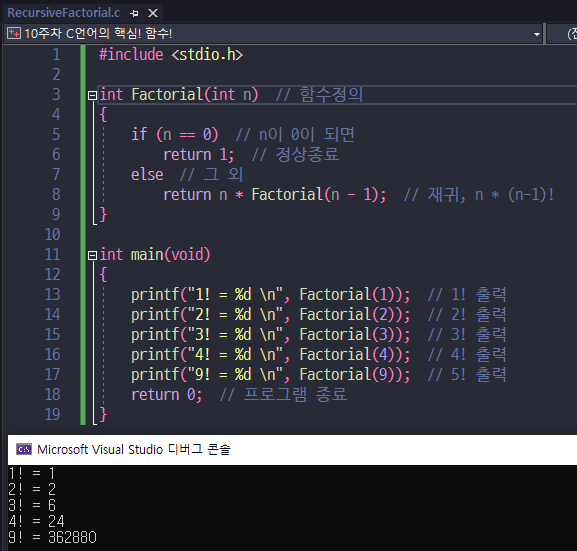 RecursiveFactorial.c
10주차 C언어의 핵심! 함수!
(전
1 #include <stdio.h>
2
3 int Factorial(int n)  // 함수정의
4 {
5     if (n == 0)  // n이 0이 되면
6         return 1;  // 정상종료
7     else  // 그 외
8         return n * Factorial(n - 1);  // 재귀, n * (n-1)!
9 }
10
11 int main(void)
12 {
13     printf("1! = %d \n", Factorial(1));  // 1! 출력
14     printf("2! = %d \n", Factorial(2));  // 2! 출력
15     printf("3! = %d \n", Factorial(3));  // 3! 출력
16     printf("4! = %d \n", Factorial(4));  // 4! 출력
17     printf("9! = %d \n", Factorial(9));  // 5! 출력
18     return 0;  // 프로그램 종료
19 }
Microsoft Visual Studio 디버그 콘솔
1! = 1
2! = 2
3! = 6
4! = 24
9! = 362880